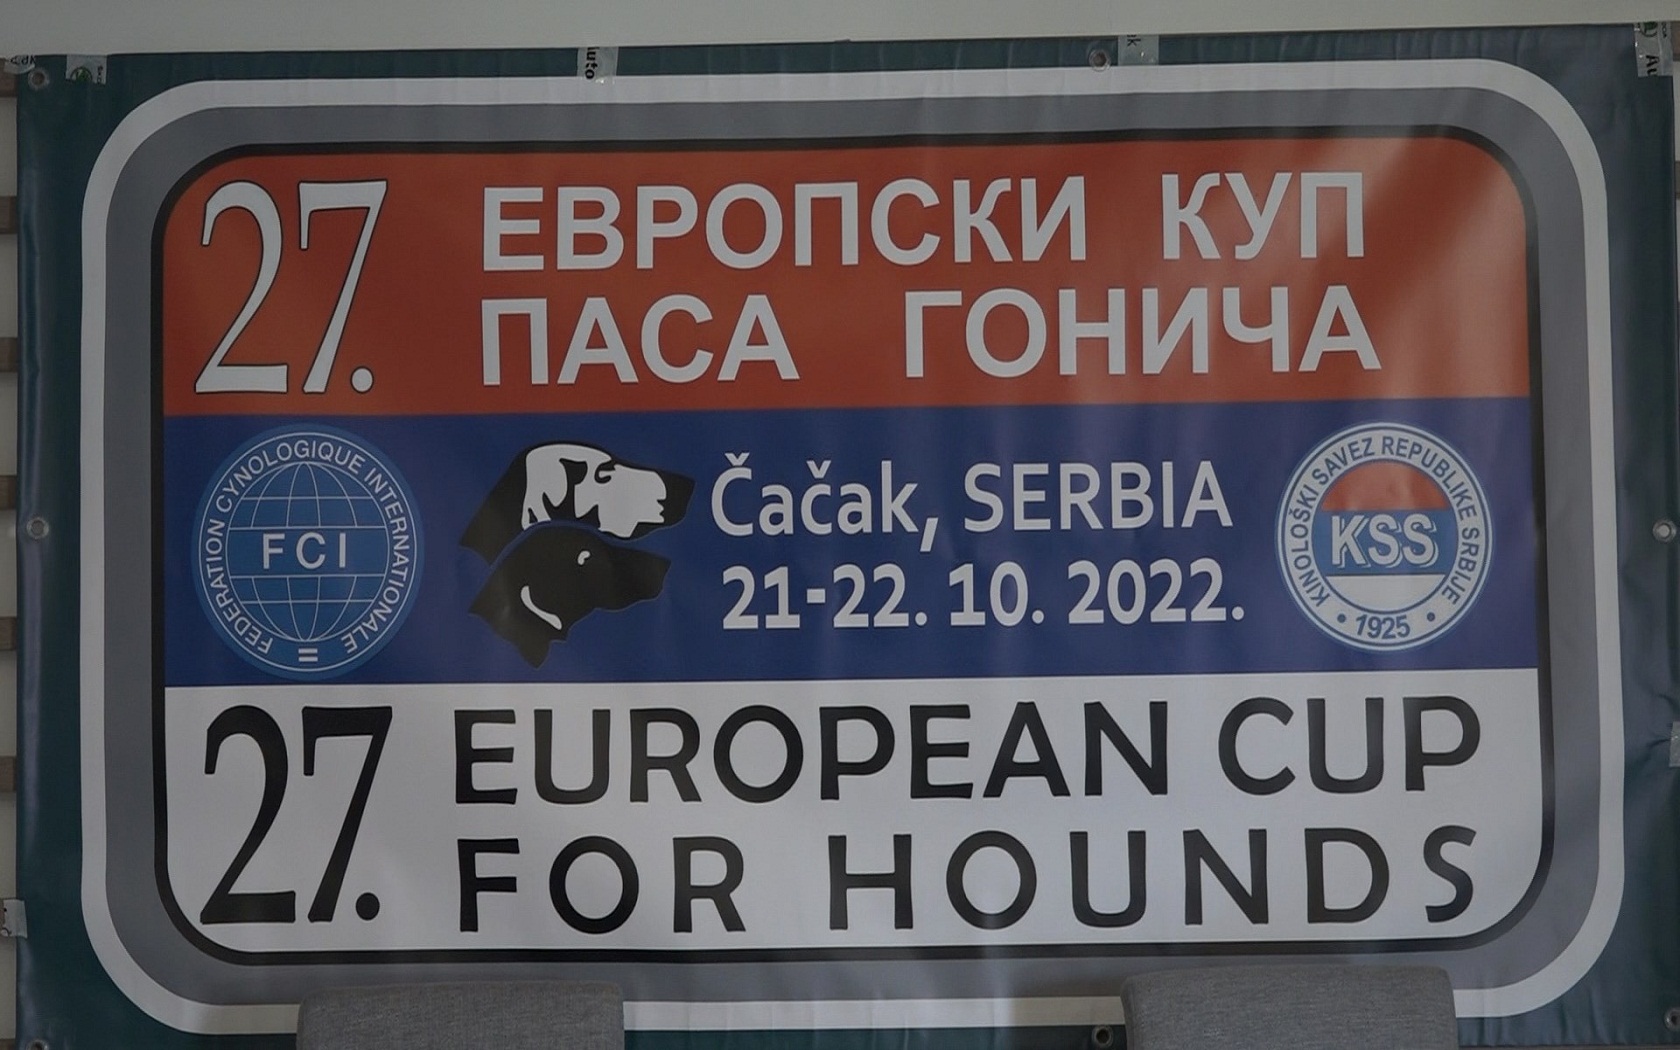 27. ЕВРОПСКИ КУП
ПАСА ГОНИЧА
FEDERATION CYNOLOGIQUE INTERNATIONALE
FCI
Čačak, SERBIA
21-22. 10. 2022.
KINOLOŠKI SAVEZ REPUBLIKE SRBIJE
KSS
• 1925 •
27. EUROPEAN CUP
FOR HOUNDS